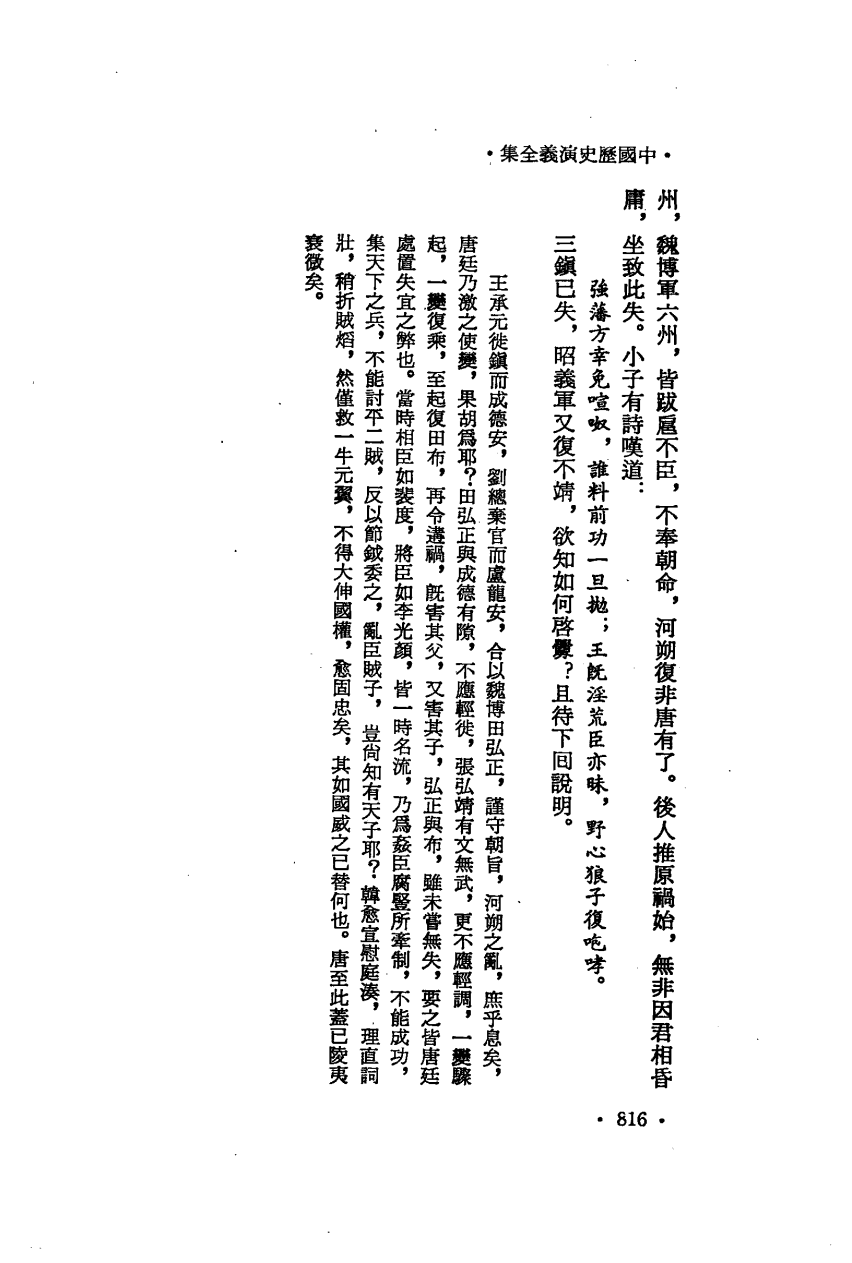 •中國歷史演義全集•
州，魏博軍六州，皆跋扈不臣，不奉朝命，河朔復非唐有了。後人推原禍始，無非因君相昏
庸，坐致此失。小子有詩嘆道：
強藩方幸免喧呶，誰料前功一旦拋；王既淫荒臣亦昧，野心狼子復咆哮。
三鎮已失，昭義軍又復不靖，欲知如何啓釁？且待下回說明。
王承元徙鎮而成德安，劉總棄官而盧龍安，合以魏博田弘正，謹守朝旨，河朔之亂，庶乎息矣，
唐廷乃激之使變，果胡爲耶？田弘正與成德有隙，不應輕徙，張弘靖有文無武，更不應輕調，一變驟
起，一變復乘，至起復田布，再令遘禍，既害其父，又害其子，弘正與布，雖未嘗無失，要之皆唐廷
處置失宜之弊也。當時相臣如裴度，將臣如李光顏，皆一時名流，乃爲姦臣腐豎所牽制，不能成功，
集天下之兵，不能討平二賊，反以節鉞委之，亂臣賊子，豈尚知有天子耶？韓愈宣慰庭湊，理直詞
壯，稍折賊熖，然僅救一牛元翼，不得大伸國權，愈固忠矣，其如國威之已替何也。唐至此蓋已陵夷
衰微矣。
•816•